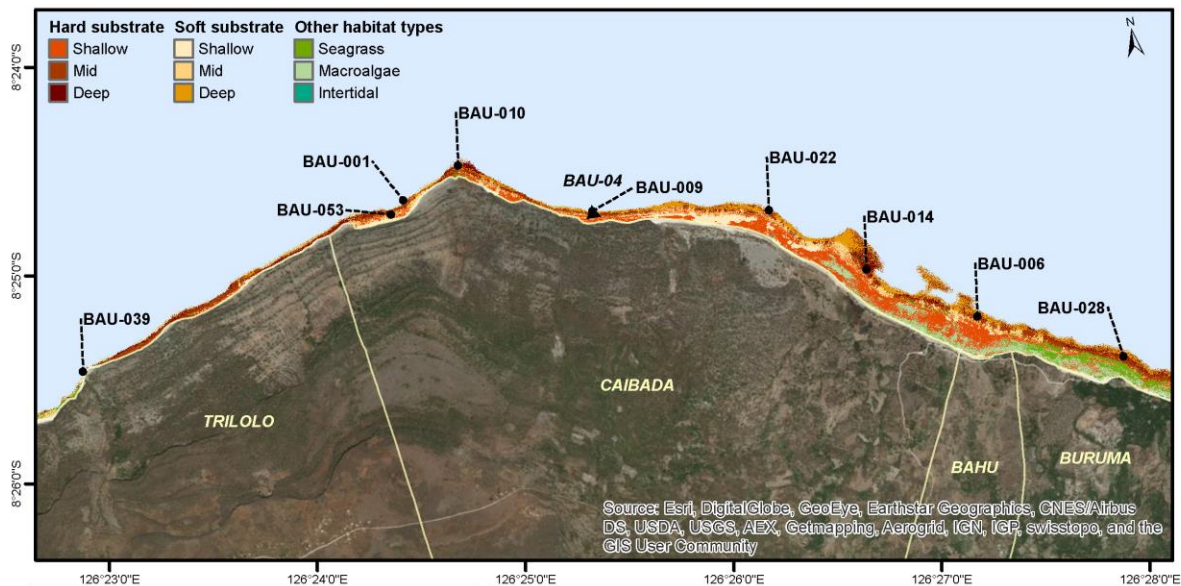 Hard substrate
Shallow
Mid
Deep
Soft substrate
Shallow
Mid
Deep
Other habitat types
Seagrass
Macroalgae
Intertidal
N
8°24'0"S
8°25'0"S
8°26'0"S
BAU-010
BAU-001
BAU-053
BAU-04
BAU-009
BAU-022
BAU-014
BAU-006
BAU-028
BAU-039
TRILOLO
CAIBADA
BAHU
BURUMA
Source: Esri, DigitalGlobe, GeoEye, Earthstar Geographics, CNES/Airbus
DS, USDA, USGS, AEX, Getmapping, Aerogrid, IGN, IGP, swisstopo, and the
GIS User Community
126°23'0"E
126°24'0"E
126°25'0"E
126°26'0"E
126°27'0"E
126°28'0"E